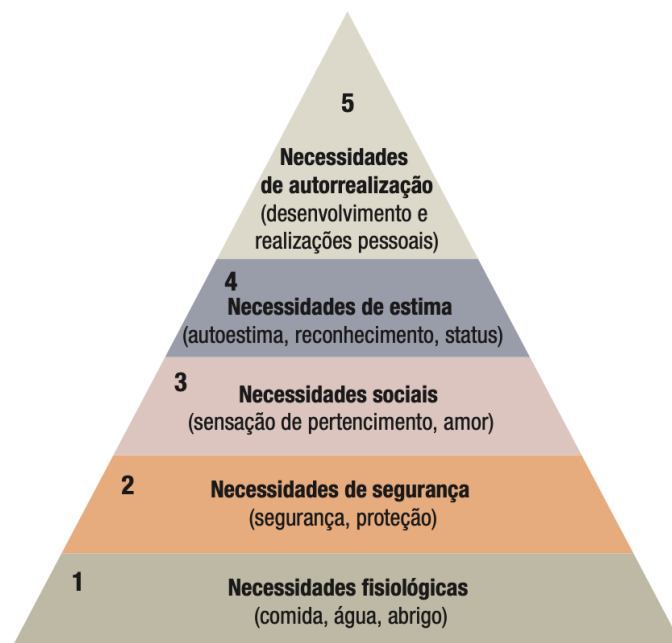 5
Necessidades
de autorrealização
(desenvolvimento e
realizações pessoais)
4
Necessidades de estima
(autoestima, reconhecimento, status)
3
Necessidades sociais
(sensação de pertencimento, amor)
2
Necessidades de segurança
(segurança, proteção)
1
Necessidades fisiológicas
(comida, água, abrigo)